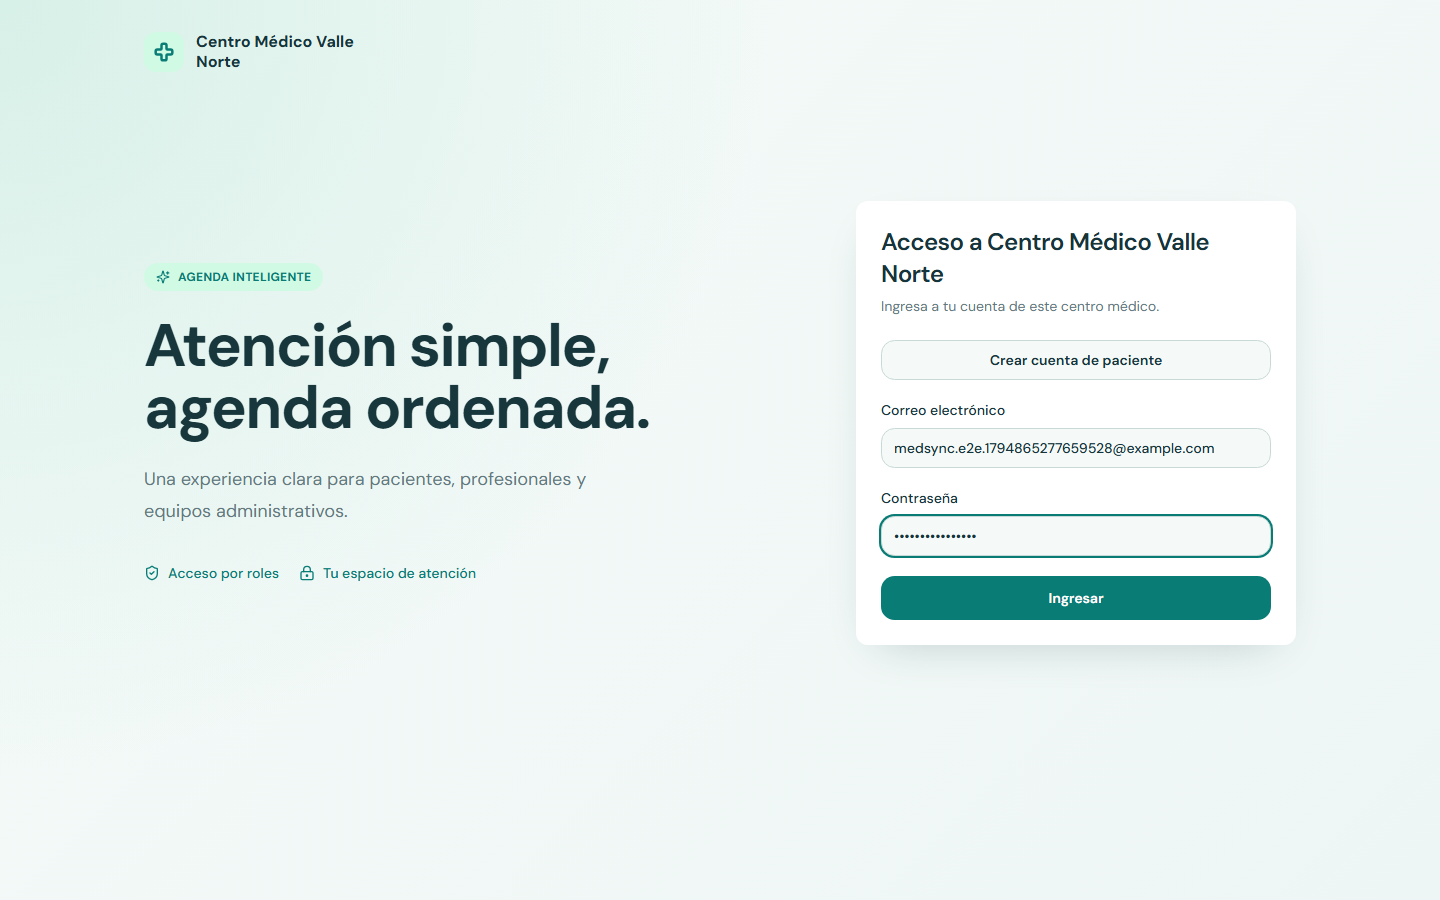 Centro Médico Valle
Norte
AGENDA INTELIGENTE
Atención simple,
agenda ordenada.
Una experiencia clara para pacientes, profesionales y
equipos administrativos.
Acceso por roles
Tu espacio de atención
Acceso a Centro Médico Valle
Norte
Ingresa a tu cuenta de este centro médico.
Crear cuenta de paciente
Correo electrónico
medsync.e2e.1794865277659528@example.com
Contraseña
••••••••••••••••
Ingresar